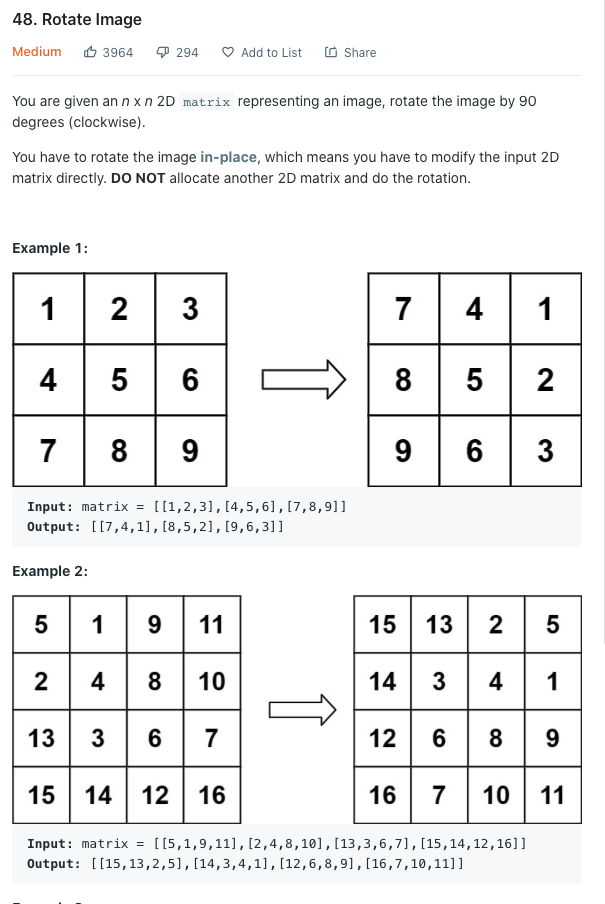 48. Rotate Image
Medium 3964 294 Add to List Share
You are given an n x n 2D matrix representing an image, rotate the image by 90
degrees (clockwise).
You have to rotate the image in-place, which means you have to modify the input 2D
matrix directly. DO NOT allocate another 2D matrix and do the rotation.
Example 1:
1 2 3 7 4 1
4 5 6 8 5 2
7 8 9 9 6 3
Input: matrix = [[1,2,3],[4,5,6],[7,8,9]]
Output: [[7,4,1],[8,5,2],[9,6,3]]
Example 2:
5 1 9 11 15 13 2 5
2 4 8 10 14 3 4 1
13 3 6 7 12 6 8 9
15 14 12 16 16 7 10 11
Input: matrix = [[5,1,9,11],[2,4,8,10],[13,3,6,7],[15,14,12,16]]
Output: [[15,13,2,5],[14,3,4,1],[12,6,8,9],[16,7,10,11]]